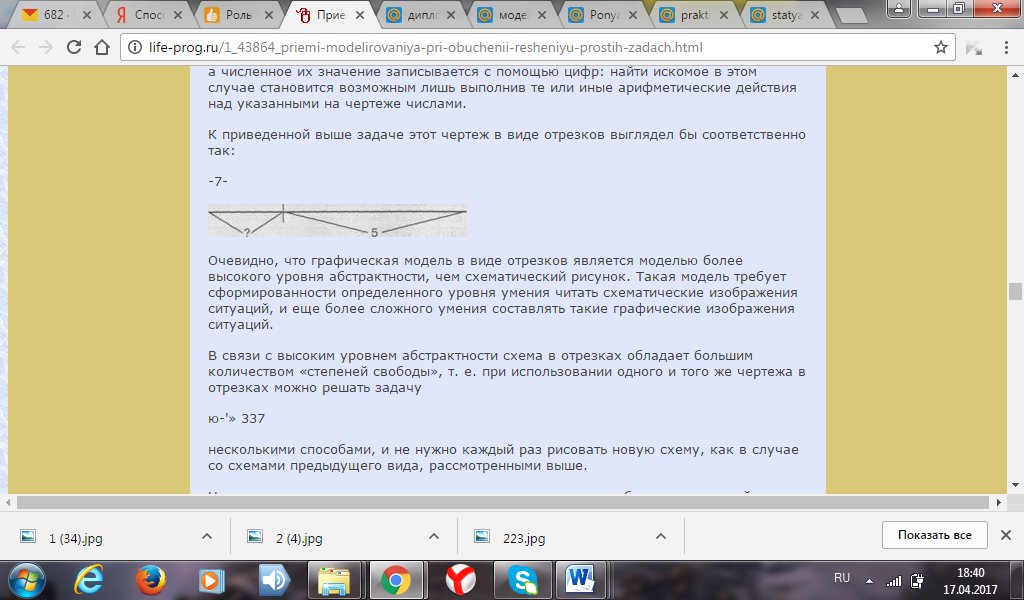 682 -
Спосо
Роль
Прие
дипло
моде
Ponya
prakti
statya
life-prog.ru/1_43864_priemi-modelirovaniya-pri-obuchenii-resheniyu-prostih-zadach.html
а численное их значение записывается с помощью цифр: найти искомое в этом
случае становится возможным лишь выполнив те или иные арифметические действия
над указанными на чертеже числами.
К приведенной выше задаче этот чертеж в виде отрезков выглядел бы соответственно
так:
-7-
? 5
Очевидно, что графическая модель в виде отрезков является моделью более
высокого уровня абстрактности, чем схематический рисунок. Такая модель требует
сформированности определенного уровня умения читать схематические изображения
ситуаций, и еще более сложного умения составлять такие графические изображения
ситуаций.
В связи с высоким уровнем абстрактности схема в отрезках обладает большим
количеством «степеней свободы», т. е. при использовании одного и того же чертежа в
отрезках можно решать задачу
ю-'» 337
несколькими способами, и не нужно каждый раз рисовать новую схему, как в случае
со схемами предыдущего вида, рассмотренными выше.
1 (34).jpg
2 (4).jpg
223.jpg
Показать все
RU
18:40
17.04.2017